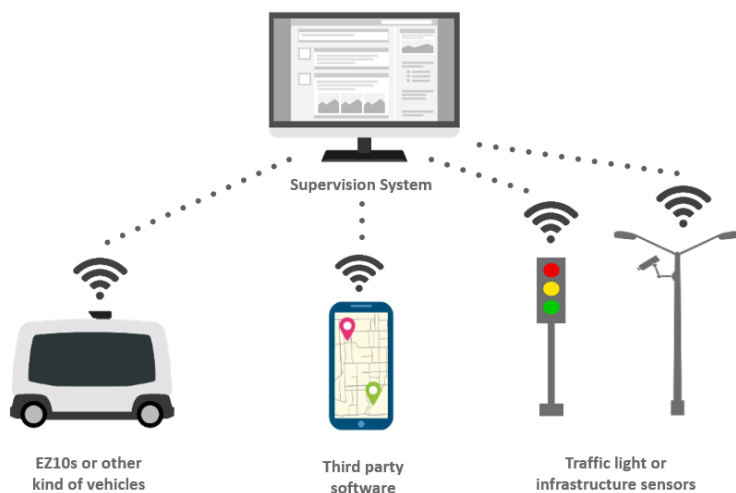 Supervision System
EZ10s or other
kind of vehicles
Third party
software
Traffic light or
infrastructure sensors